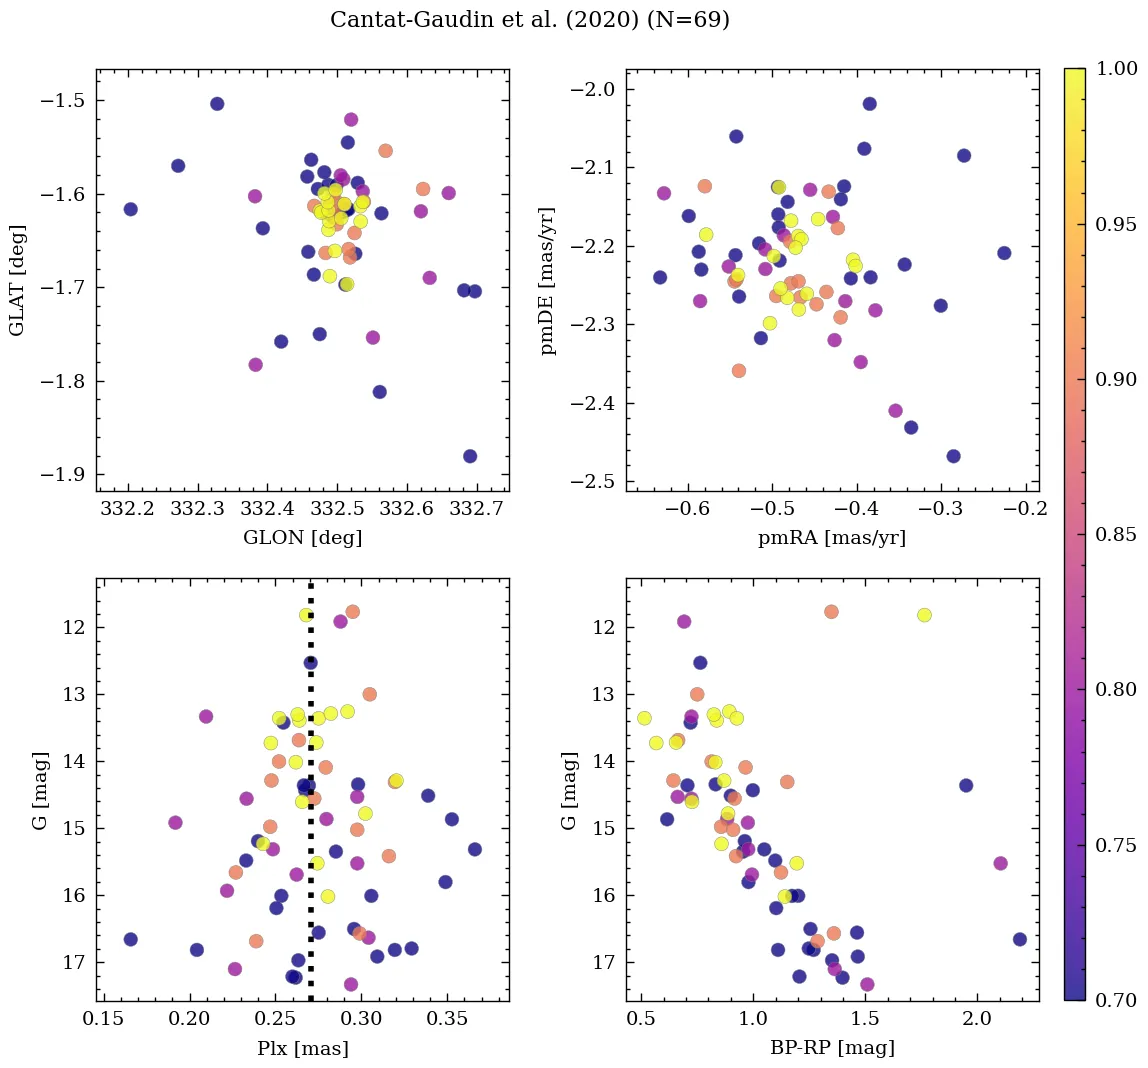 Cantat-Gaudin et al. (2020) (N=69)
−1.5
−1.6
−1.7
−1.8
−1.9
GLAT [deg]
332.2 332.3 332.4 332.5 332.6 332.7
GLON [deg]
−2.0
−2.1
−2.2
−2.3
−2.4
−2.5
pmDE [mas/yr]
−0.6 −0.5 −0.4 −0.3 −0.2
pmRA [mas/yr]
12
13
14
15
16
17
G [mag]
0.15 0.20 0.25 0.30 0.35
Plx [mas]
12
13
14
15
16
17
G [mag]
0.5 1.0 1.5 2.0
BP-RP [mag]
1.00
0.95
0.90
0.85
0.80
0.75
0.70